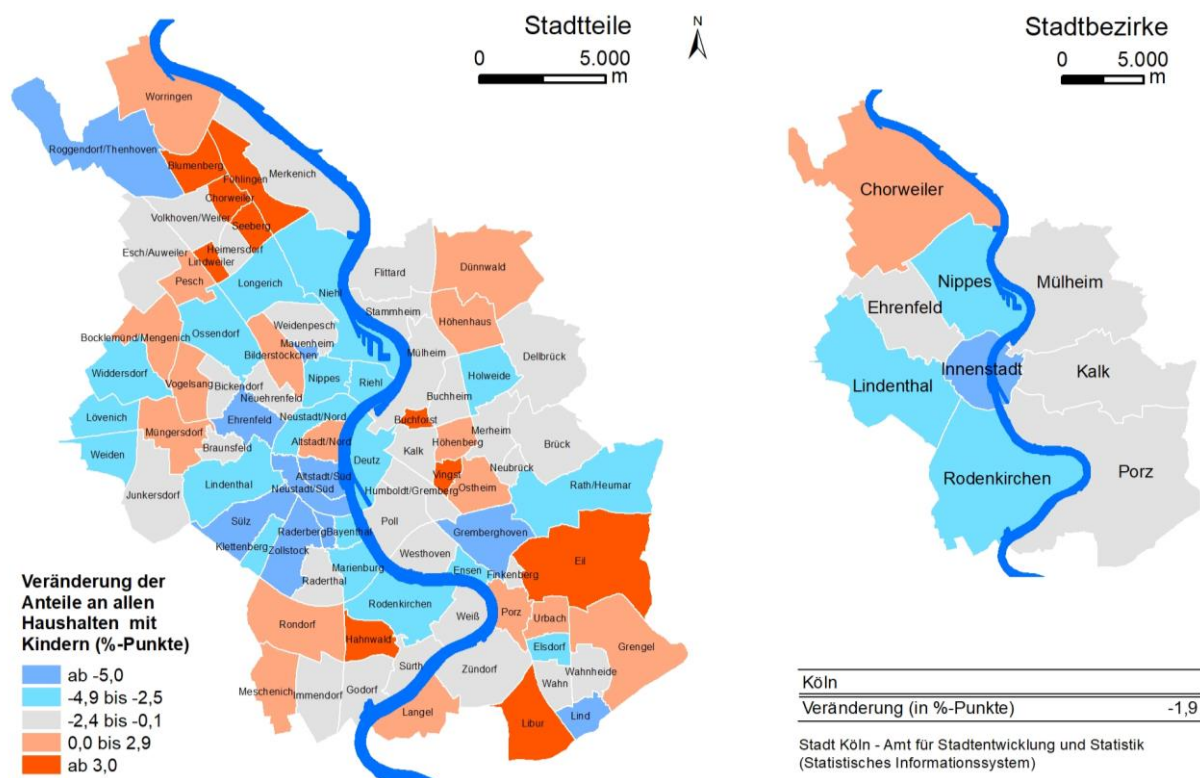 Stadtteile
0 5.000
m
N
Worringen
Roggendorf/Thenhoven
Blumenberg
Fühlingen
Merkenich
Chorweiler
Volkhoven/Weiler
Seeberg
Esch/Auweiler
Heimersdorf
Lindweiler
Pesch
Longerich
Niehl
Flittard
Dünnwald
Stammheim
Höhenhaus
Weidenpesch
Bocklemünd/Mengenich
Ossendorf
Mauenheim
Bilderstöckchen
Mülheim
Dellbrück
Widdersdorf
Vogelsang
Bickendorf
Nippes
Riehl
Holweide
Neuehrenfeld
Buchheim
Lövenich
Ehrenfeld
Neustadt/Nord
Buchforst
Müngersdorf
Altstadt/Nord
Höhenberg
Merheim
Brück
Weiden
Braunsfeld
Deutz
Kalk
Neubrück
Junkersdorf
Lindenthal
Altstadt/Süd
Neustadt/Süd
Vingst
Ostheim
Humboldt/Gremberg
Rath/Heumar
Sülz
Raderberg
Bayenthal
Poll
Gremberghoven
Klettenberg
Zollstock
Marienburg
Westhoven
Eil
Raderthal
Ensen
Finkenberg
Rodenkirchen
Weiß
Porz
Urbach
Rondorf
Hahnwald
Elsdorf
Grengel
Sürth
Zündorf
Wahnheide
Wahn
Meschenich
Immendorf
Godorf
Langel
Libur
Lind
Veränderung der
Anteile an allen
Haushalten mit
Kindern (%-Punkte)
ab -5,0
-4,9 bis -2,5
-2,4 bis -0,1
0,0 bis 2,9
ab 3,0
Stadtbezirke
0 5.000
m
Chorweiler
Nippes
Mülheim
Ehrenfeld
Innenstadt
Kalk
Lindenthal
Rodenkirchen
Porz
Köln
Veränderung (in %-Punkte) -1,9
Stadt Köln - Amt für Stadtentwicklung und Statistik
(Statistisches Informationssystem)